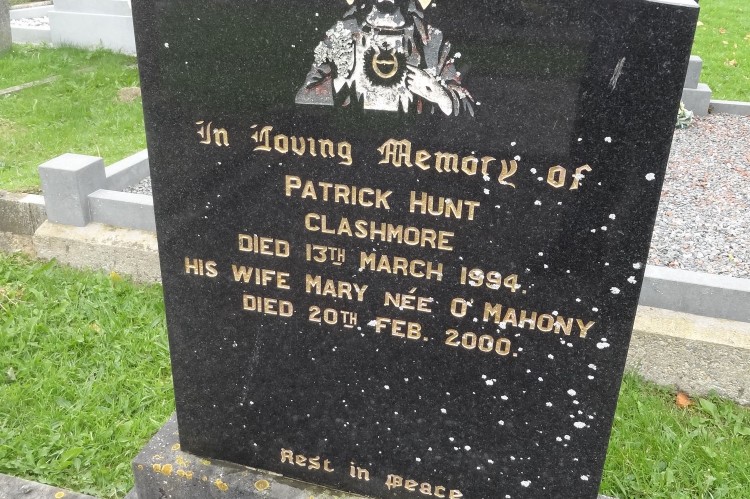 In Loving Memory of
PATRICK HUNT
CLASHMORE
DIED 13TH MARCH 1994.
HIS WIFE MARY NÉE O'MAHONY
DIED 20TH FEB. 2000.
Rest in Peace